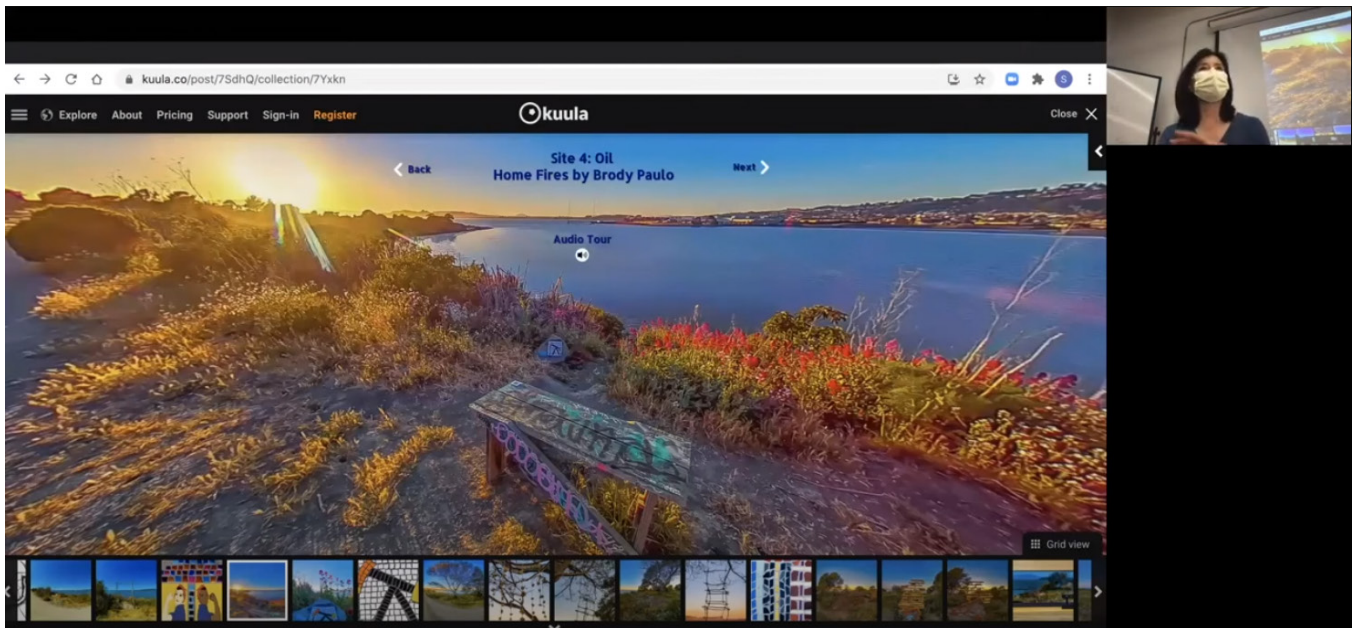 kuula.co/post/7SdhQ/collection/7Yxkn
S
Explore About Pricing Support Sign-in Register
kuula
Close
Back
Site 4: Oil
Home Fires by Brody Paulo
Next
Audio Tour
Grid view